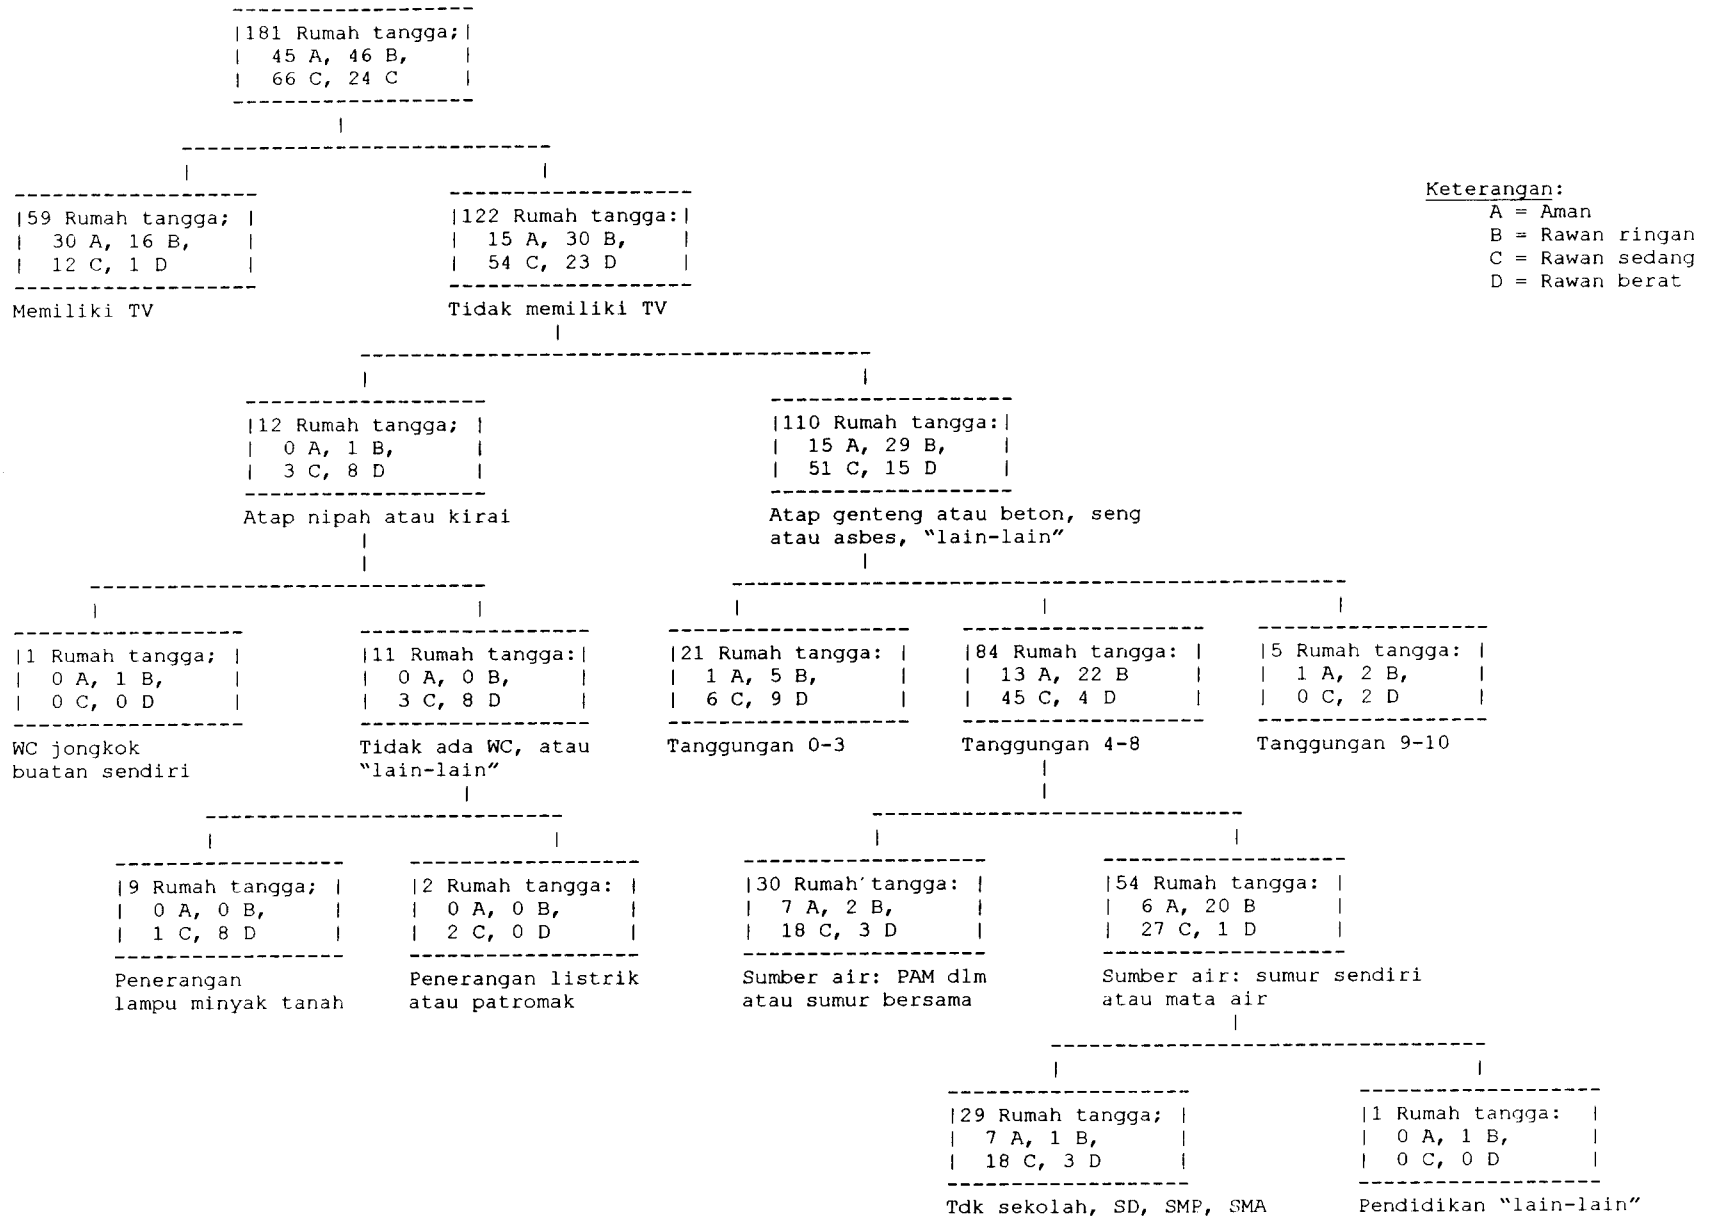 181 Rumah tangga;
45 A, 46 B,
66 C, 24 C
59 Rumah tangga;
30 A, 16 B,
12 C, 1 D
Memiliki TV
122 Rumah tangga:
15 A, 30 B,
54 C, 23 D
Tidak memiliki TV
Keterangan:
A = Aman
B = Rawan ringan
C = Rawan sedang
D = Rawan berat
12 Rumah tangga;
0 A, 1 B,
3 C, 8 D
Atap nipah atau kirai
110 Rumah tangga:
15 A, 29 B,
51 C, 15 D
Atap genteng atau beton, seng
atau asbes, "lain-lain"
1 Rumah tangga;
0 A, 1 B,
0 C, 0 D
WC jongkok
buatan sendiri
11 Rumah tangga:
0 A, 0 B,
3 C, 8 D
Tidak ada WC, atau
"lain-lain"
21 Rumah tangga:
1 A, 5 B,
6 C, 9 D
Tanggungan 0-3
84 Rumah tangga:
13 A, 22 B
45 C, 4 D
Tanggungan 4-8
5 Rumah tangga:
1 A, 2 B,
0 C, 2 D
Tanggungan 9-10
9 Rumah tangga;
0 A, 0 B,
1 C, 8 D
Penerangan
lampu minyak tanah
2 Rumah tangga:
0 A, 0 B,
2 C, 0 D
Penerangan listrik
atau patromak
30 Rumah tangga:
7 A, 2 B,
18 C, 3 D
Sumber air: PAM dlm
atau sumur bersama
54 Rumah tangga:
6 A, 20 B
27 C, 1 D
Sumber air: sumur sendiri
atau mata air
29 Rumah tangga;
7 A, 1 B,
18 C, 3 D
Tdk sekolah, SD, SMP, SMA
1 Rumah tangga:
0 A, 1 B,
0 C, 0 D
Pendidikan "lain-lain"